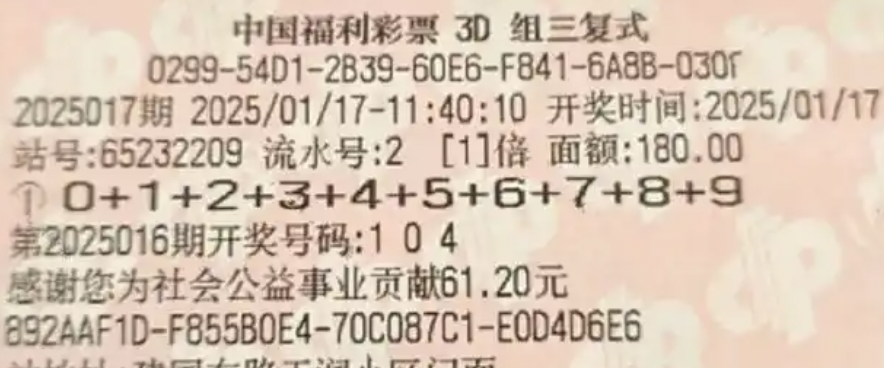 中国福利彩票 3D 组三复式
0299-54D1-2B39-60E6-F841-6A8B-030f
2025017期 2025/01/17-11:40:10 开奖时间:2025/01/17
站号:65232209 流水号:2 [1]倍 面额:180.00
① 0+1+2+3+4+5+6+7+8+9
第2025016期开奖号码:1 0 4
感谢您为社会公益事业贡献61.20元
892AAF1D-F855B0E4-70C087C1-E0D4D6E6